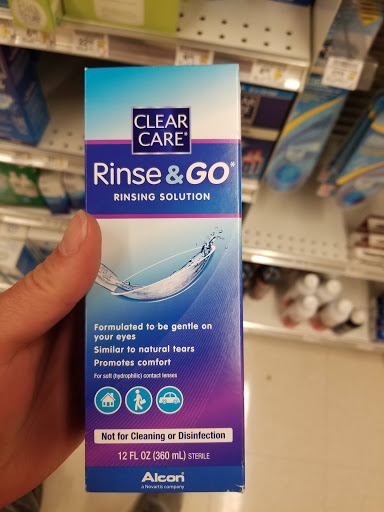 CLEAR
CARE®
Rinse & GO*
RINSING SOLUTION
Formulated to be gentle on
your eyes
Similar to natural tears
Promotes comfort
For soft (hydrophilic) contact lenses
Not for Cleaning or Disinfection
12 FL OZ (360 mL) STERILE
Alcon®
a Novartis company